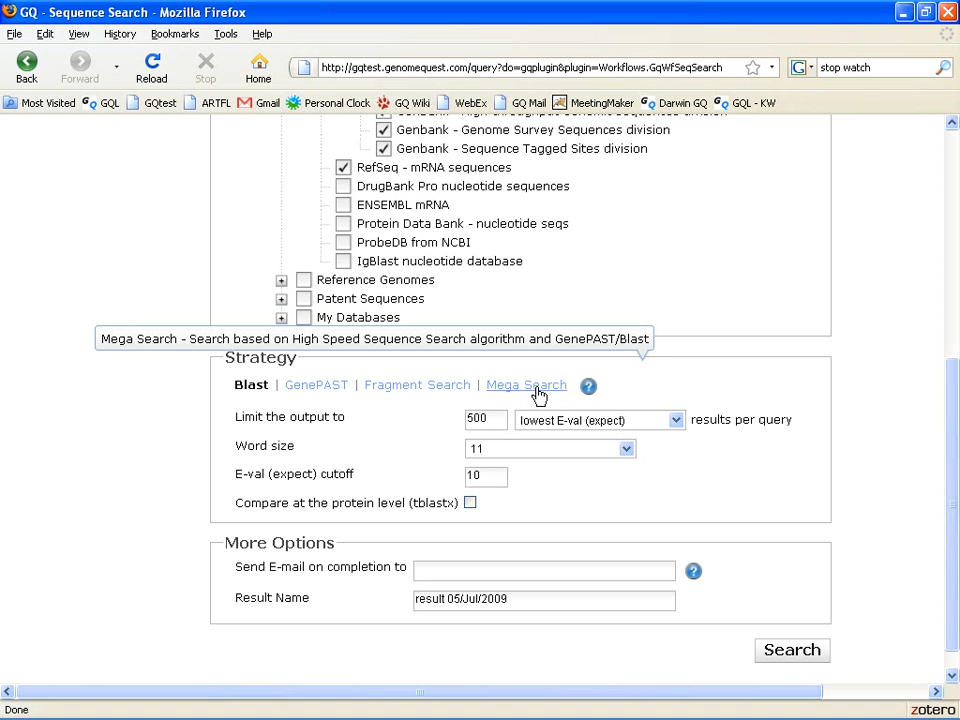 GQ - Sequence Search - Mozilla Firefox
File Edit View History Bookmarks Tools Help
Back Forward Reload Stop Home http://gqtest.genomequest.com/query?do=gqplugin&plugin=Workflows.GqWfSeqSearch stop watch
Most Visited GQL GQtest ARTFL Gmail Personal Clock GQ Wiki WebEx GQ Mail MeetingMaker Darwin GQ GQL - KW
Genbank - Genome Survey Sequences division
Genbank - Sequence Tagged Sites division
RefSeq - mRNA sequences
DrugBank Pro nucleotide sequences
ENSEMBL mRNA
Protein Data Bank - nucleotide seqs
ProbeDB from NCBI
IgBlast nucleotide database
Reference Genomes
Patent Sequences
My Databases
Mega Search - Search based on High Speed Sequence Search algorithm and GenePAST/Blast
Strategy
Blast | GenePAST | Fragment Search | Mega Search ?
Limit the output to 500 lowest E-val (expect) results per query
Word size 11
E-val (expect) cutoff 10
Compare at the protein level (tblastx)
More Options
Send E-mail on completion to ?
Result Name result 05/Jul/2009
Search
Done zotero